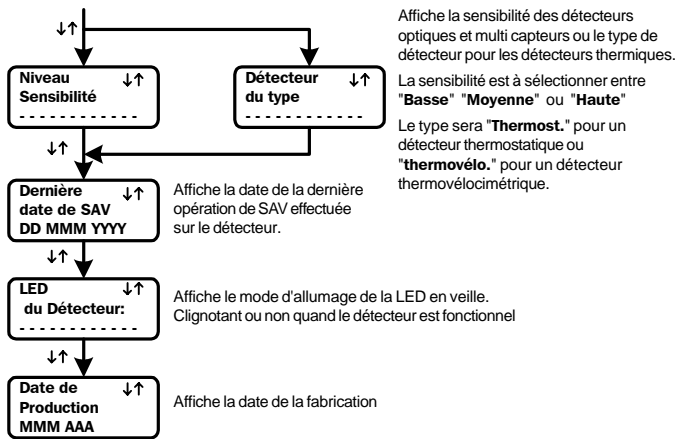 ↓↑
Affiche la sensibilité des détecteurs
optiques et multi capteurs ou le type de
détecteur pour les détecteurs thermiques.
La sensibilité est à sélectionner entre
"Basse" "Moyenne" ou "Haute"
Le type sera "Thermost." pour un
détecteur thermostatique ou
"thermovélo." pour un détecteur
thermovélocimétrique.
Niveau ↓↑
Sensibilité
- - - - - - - - - - - -
Détecteur ↓↑
du type
- - - - - - - - - - - -
↓↑
Dernière ↓↑
date de SAV
DD MMM YYYY
Affiche la date de la dernière
opération de SAV effectuée
sur le détecteur.
↓↑
LED ↓↑
du Détecteur:
- - - - - - - - - - - -
Affiche le mode d'allumage de la LED en veille.
Clignotant ou non quand le détecteur est fonctionnel
↓↑
Date de ↓↑
Production
MMM AAA
Affiche la date de la fabrication